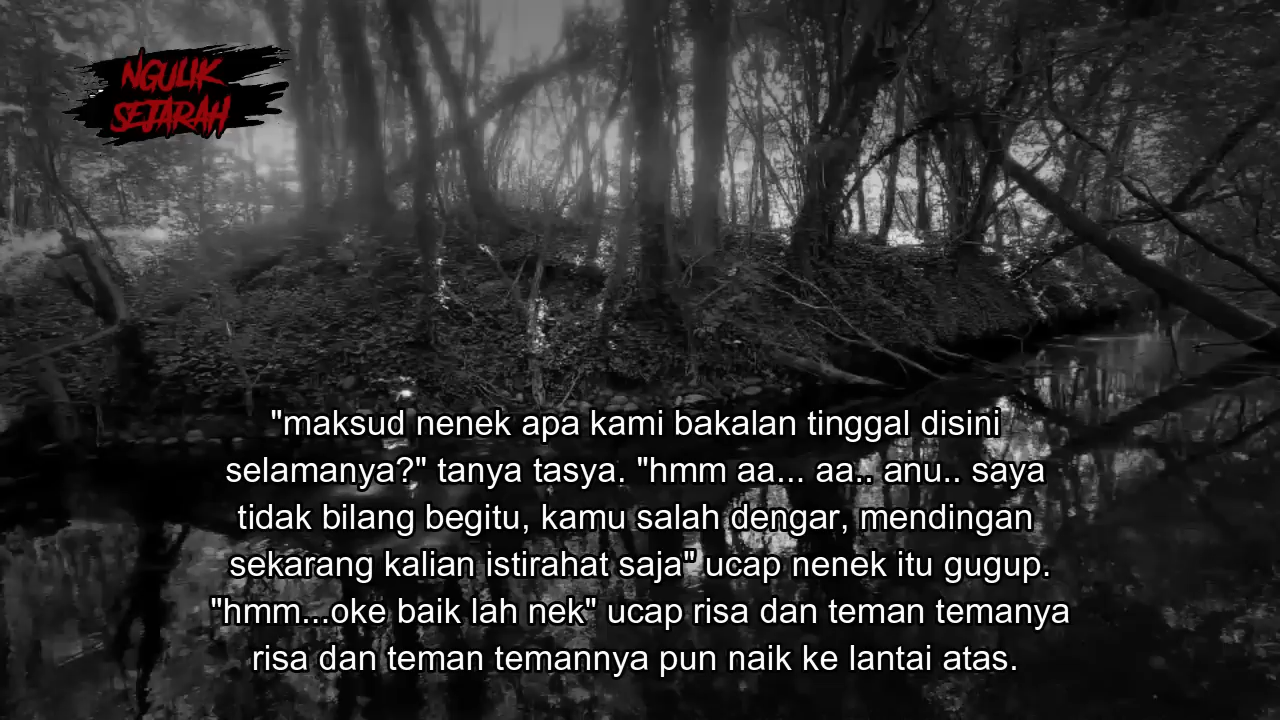 NGULIK
SEJARAH
"maksud nenek apa kami bakalan tinggal disini
selamanya?" tanya tasya. "hmm aa... aa.. anu.. saya
tidak bilang begitu, kamu salah dengar, mendingan
sekarang kalian istirahat saja" ucap nenek itu gugup.
"hmm...oke baik lah nek" ucap risa dan teman temanya
risa dan teman temannya pun naik ke lantai atas.